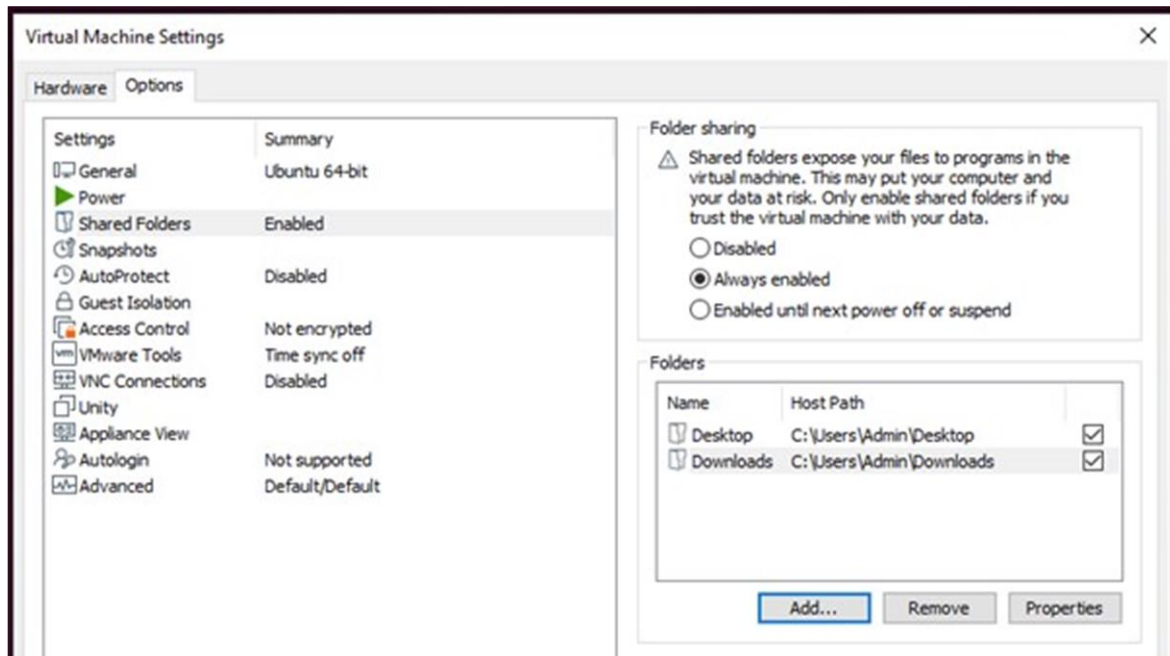 Virtual Machine Settings
Hardware
Options
Settings Summary
General Ubuntu 64-bit
Power
Shared Folders Enabled
Snapshots
AutoProtect Disabled
Guest Isolation
Access Control Not encrypted
vm VMware Tools Time sync off
VNC Connections Disabled
Unity
Appliance View
Autologin Not supported
Advanced Default/Default
Folder sharing
Shared folders expose your files to programs in the
virtual machine. This may put your computer and
your data at risk. Only enable shared folders if you
trust the virtual machine with your data.
Disabled
Always enabled
Enabled until next power off or suspend
Folders
Name Host Path
Desktop C:\Users\Admin\Desktop
Downloads C:\Users\Admin\Downloads
Add... Remove Properties